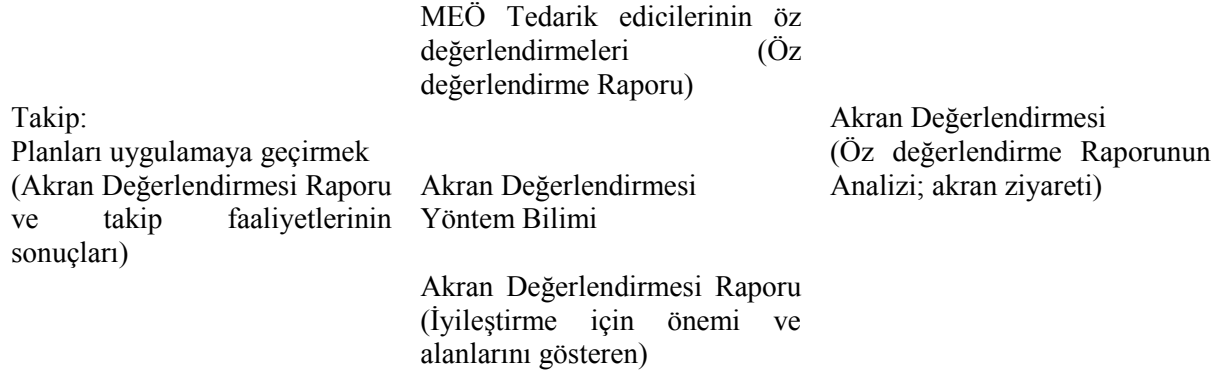 MEÖ Tedarik edicilerinin öz
değerlendirmeleri (Öz
değerlendirme Raporu)
Takip:
Planları uygulamaya geçirmek
(Akran Değerlendirmesi Raporu
ve takip faaliyetlerinin
sonuçları)
Akran Değerlendirmesi
Yöntem Bilimi
Akran Değerlendirmesi
(Öz değerlendirme Raporunun
Analizi; akran ziyareti)
Akran Değerlendirmesi Raporu
(İyileştirme için önemi ve
alanlarını gösteren)